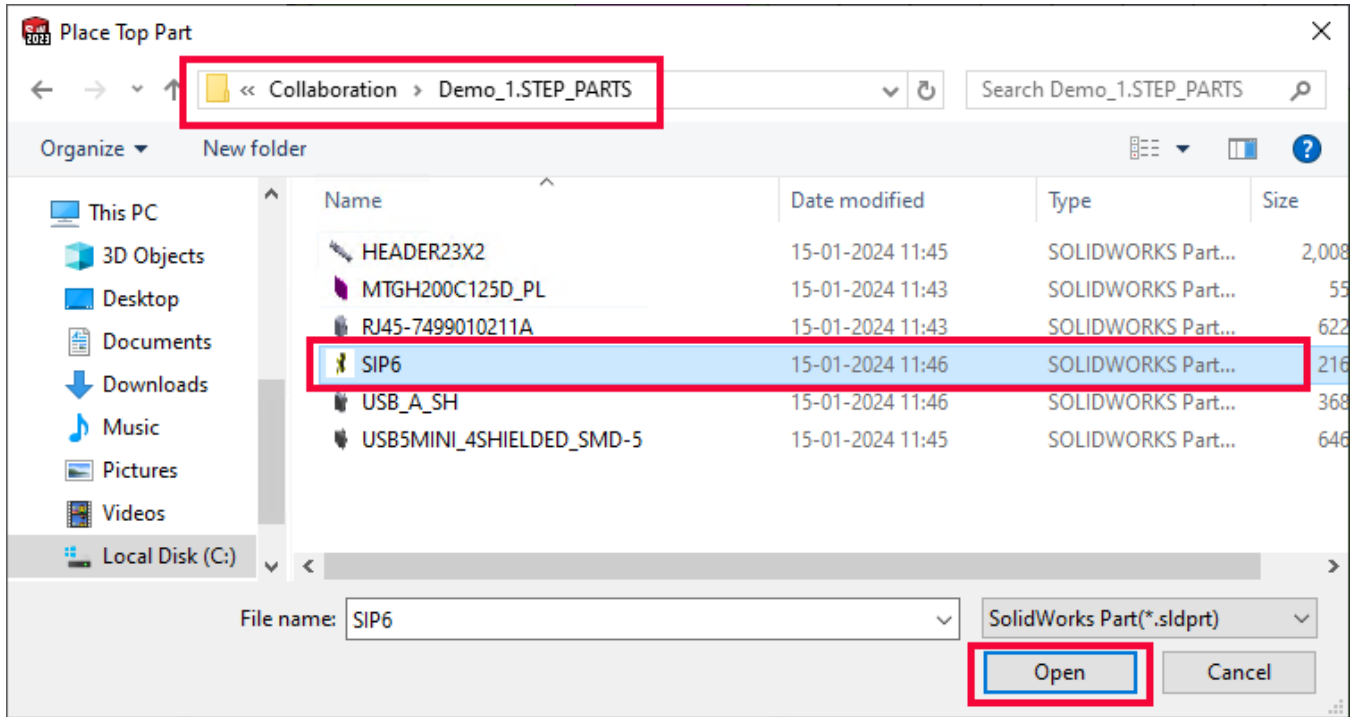 SW 2023 Place Top Part
« Collaboration > Demo_1.STEP_PARTS Search Demo_1.STEP_PARTS
Organize New folder ?
Name Date modified Type Size
This PC
3D Objects
Desktop
Documents
Downloads
Music
Pictures
Videos
Local Disk (C:)
HEADER23X2 15-01-2024 11:45 SOLIDWORKS Part... 2,008
MTGH200C125D_PL 15-01-2024 11:43 SOLIDWORKS Part... 55
RJ45-7499010211A 15-01-2024 11:43 SOLIDWORKS Part... 622
SIP6 15-01-2024 11:46 SOLIDWORKS Part... 216
USB_A_SH 15-01-2024 11:46 SOLIDWORKS Part... 368
USB5MINI_4SHIELDED_SMD-5 15-01-2024 11:45 SOLIDWORKS Part... 646
File name: SIP6 SolidWorks Part(*.sldprt)
Open Cancel